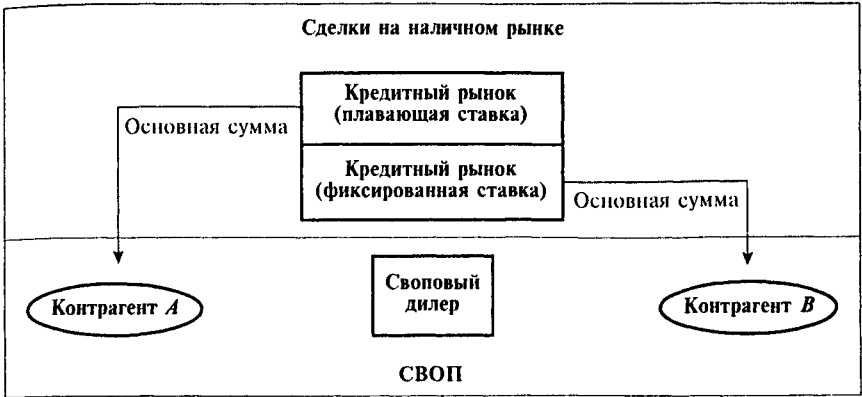 Сделки на наличном рынке
Кредитный рынок
(плавающая ставка)
Основная сумма
Кредитный рынок
(фиксированная ставка)
Основная сумма
Контрагент A
Своповый
дилер
Контрагент B
СВОП